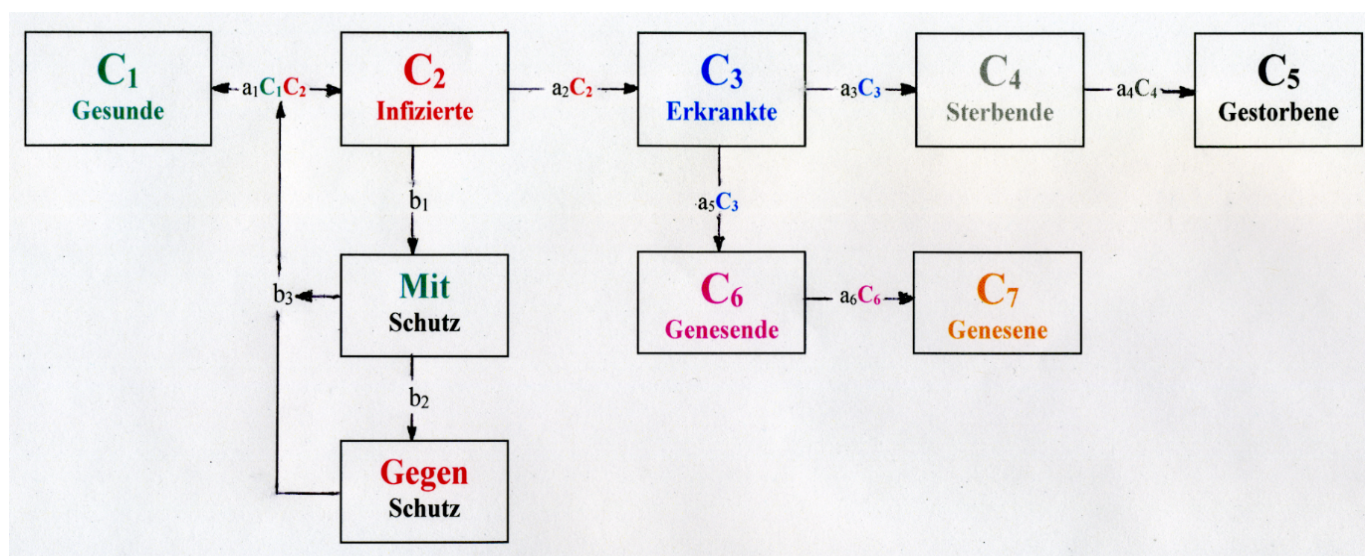 C₁
Gesunde
a₁C₁C₂
C₂
Infizierte
a₂C₂
C₃
Erkrankte
a₃C₃
C₄
Sterbende
a₄C₄
C₅
Gestorbene
b₁
a₅C₃
b₃
Mit
Schutz
C₆
Genesende
a₆C₆
C₇
Genesene
b₂
Gegen
Schutz